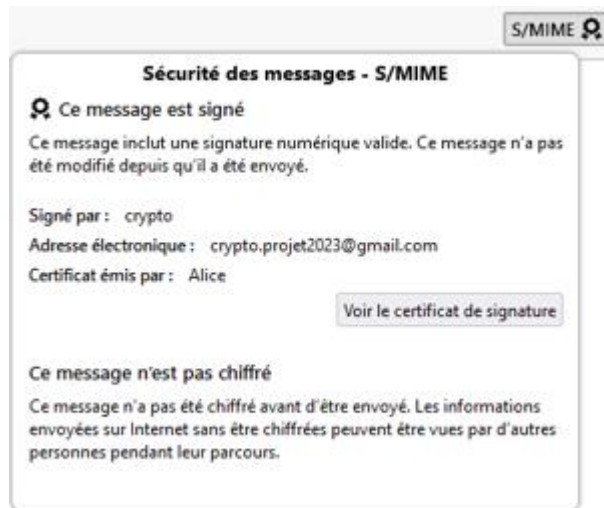 S/MIME
Sécurité des messages - S/MIME
Ce message est signé
Ce message inclut une signature numérique valide. Ce message n'a pas
été modifié depuis qu'il a été envoyé.
Signé par : crypto
Adresse électronique : crypto.projet2023@gmail.com
Certificat émis par : Alice
Voir le certificat de signature
Ce message n'est pas chiffré
Ce message n'a pas été chiffré avant d'être envoyé. Les informations
envoyées sur Internet sans être chiffrées peuvent être vues par d'autres
personnes pendant leur parcours.